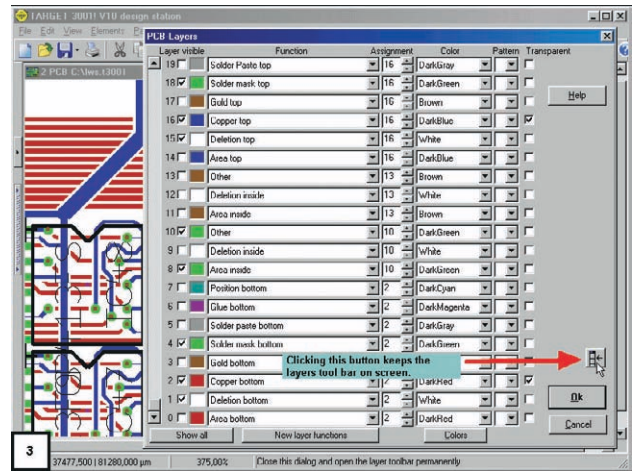 TARGET 3001! V10 design station
File Edit View Elements
2 PCB C:\lws.t3001
PCB Layers
Layer visible Function Assignment Color Pattern Transparent
19 Solder Paste top 16 DarkGray
18 Solder mask top 16 DarkGreen
17 Gold top 16 Brown
16 Copper top 16 DarkBlue
15 Deletion top 16 White
14 Area top 16 DarkBlue
13 Other 13 Brown
12 Deletion inside 13 White
11 Area inside 13 Brown
10 Other 10 DarkGreen
9 Deletion inside 10 White
8 Area inside 10 DarkGreen
7 Position bottom 2 DarkCyan
6 Glue bottom 2 DarkMagenta
5 Solder paste bottom 2 DarkGray
4 Solder mask bottom 2 DarkGreen
3 Gold bottom
2 Copper bottom 2 DarkRed
1 Deletion bottom 2 White
0 Area bottom 2 DarkRed
Help
Clicking this button keeps the
layers tool bar on screen.
Ok
Cancel
Show all New layer functions Colors
3
37477,500 | 81280,000 µm 375,00% Close this dialog and open the layer toolbar permanently